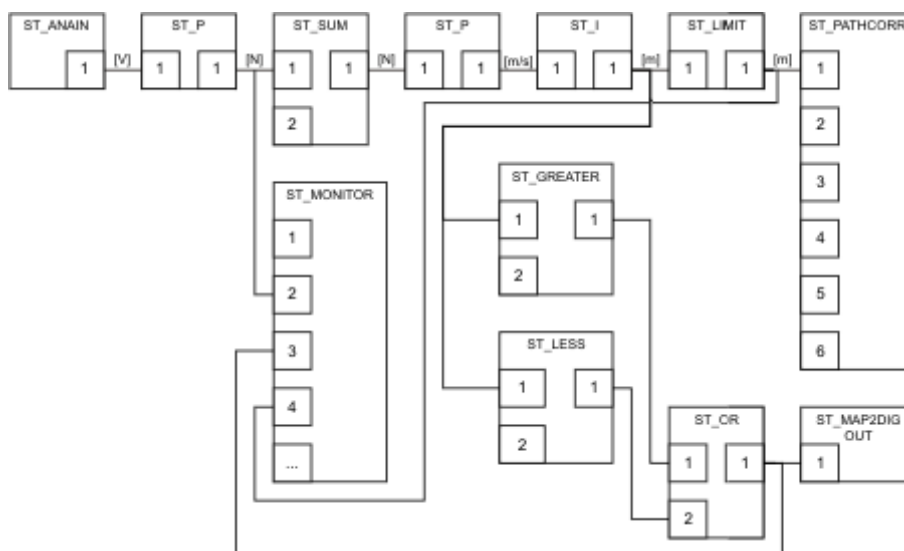 ST_ANAIN
1
[V]
ST_P
1 1
[N]
ST_SUM
1 1
2
[N]
ST_P
1 1
[m/s]
ST_I
1 1
[m]
ST_LIMIT
1 1
[m]
ST_PATHCORR
1
2
3
4
5
6
ST_MONITOR
1
2
3
4
...
ST_GREATER
1 1
2
ST_LESS
1 1
2
ST_OR
1 1
2
ST_MAP2DIG
OUT
1